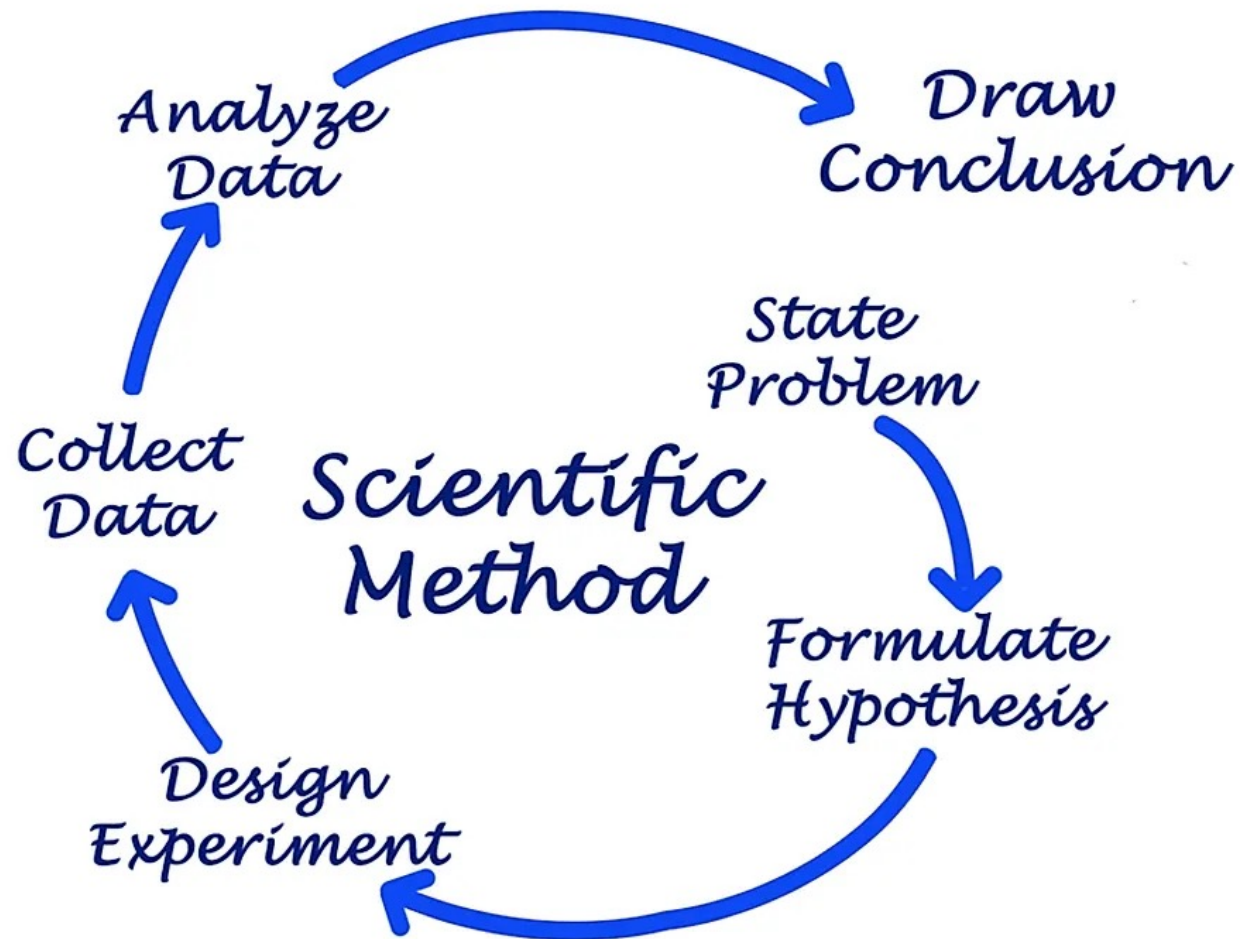 Analyze
Data
Draw
Conclusion
State
Problem
Collect
Data
Scientific
Method
Formulate
Hypothesis
Design
Experiment